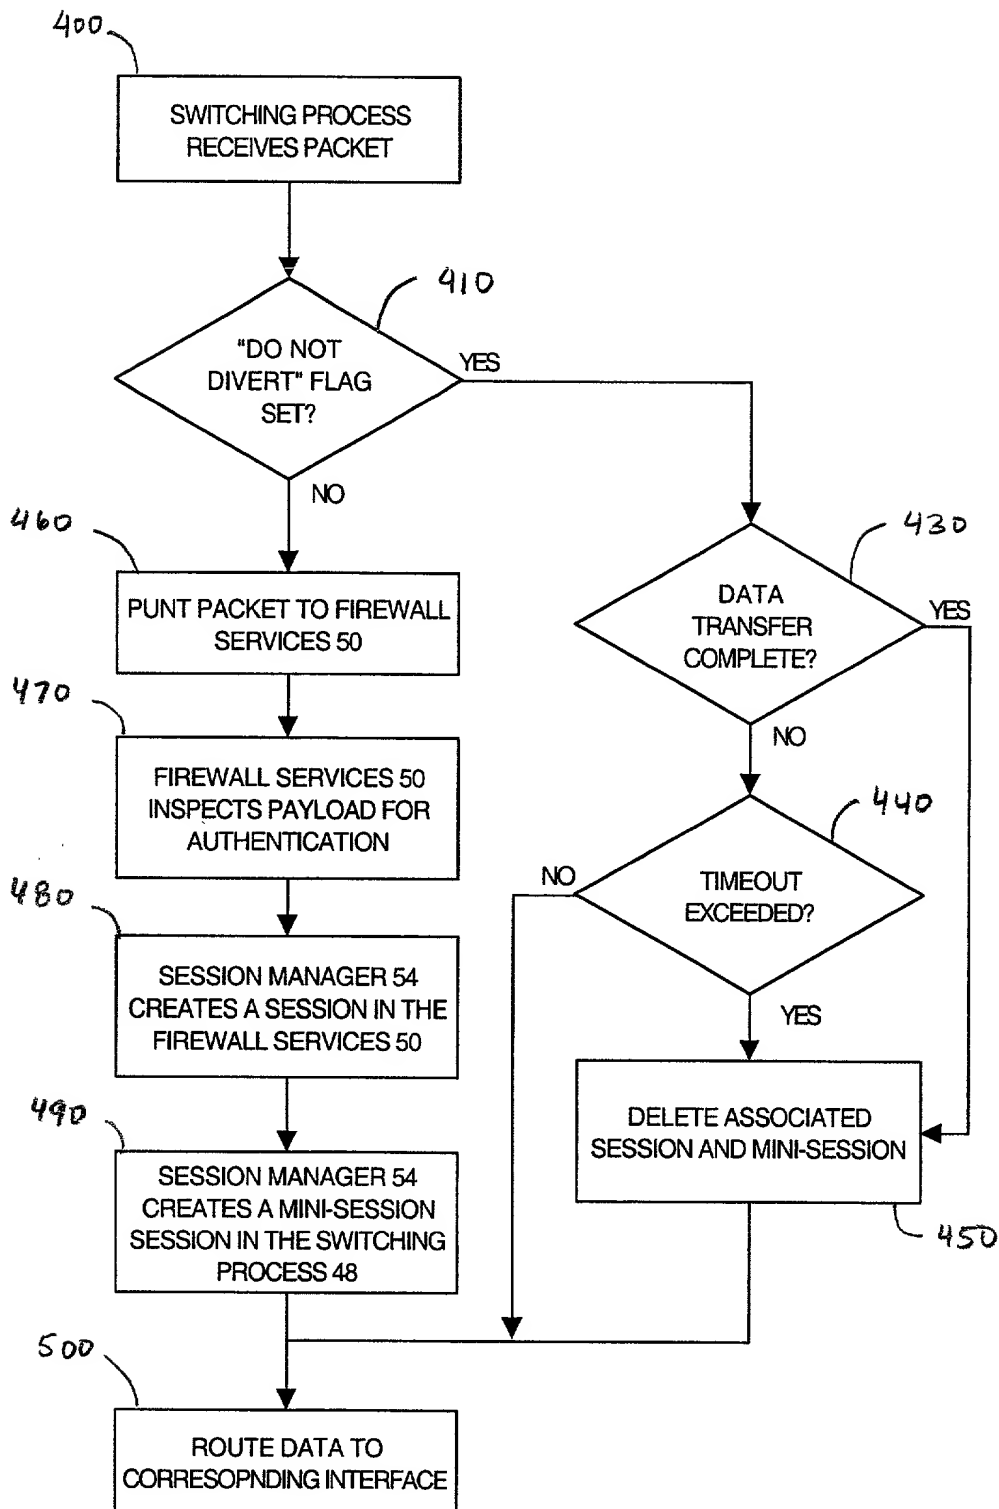 400
SWITCHING PROCESS
RECEIVES PACKET
410
"DO NOT
DIVERT" FLAG
SET?
YES
NO
460
PUNT PACKET TO FIREWALL
SERVICES 50
430
DATA
TRANSFER
COMPLETE?
YES
NO
470
FIREWALL SERVICES 50
INSPECTS PAYLOAD FOR
AUTHENTICATION
440
TIMEOUT
EXCEEDED?
NO
YES
480
SESSION MANAGER 54
CREATES A SESSION IN THE
FIREWALL SERVICES 50
DELETE ASSOCIATED
SESSION AND MINI-SESSION
450
490
SESSION MANAGER 54
CREATES A MINI-SESSION
SESSION IN THE SWITCHING
PROCESS 48
500
ROUTE DATA TO
CORRESOPNDING INTERFACE